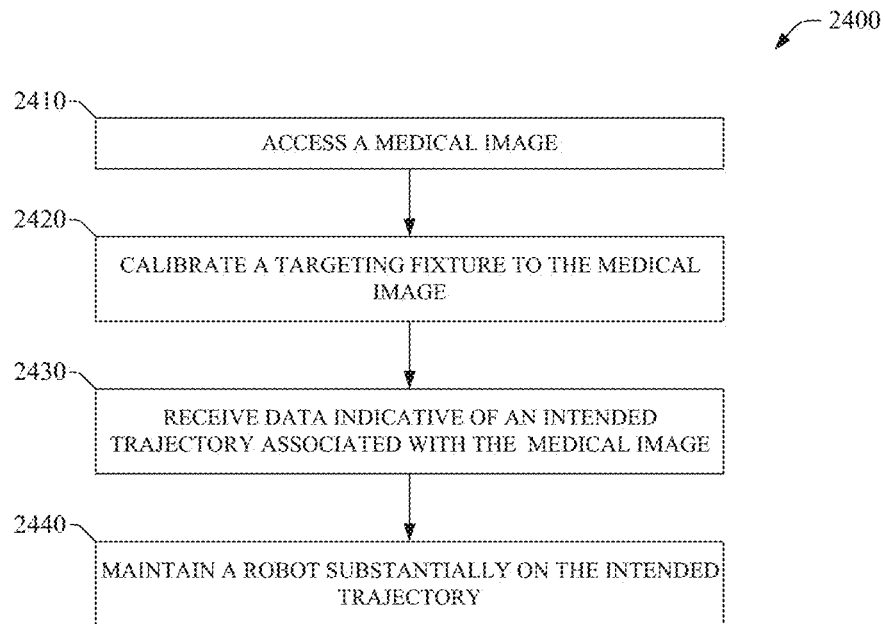 2400
2410
ACCESS A MEDICAL IMAGE
2420
CALIBRATE A TARGETING FIXTURE TO THE MEDICAL
IMAGE
2430
RECEIVE DATA INDICATIVE OF AN INTENDED
TRAJECTORY ASSOCIATED WITH THE MEDICAL IMAGE
2440
MAINTAIN A ROBOT SUBSTANTIALLY ON THE INTENDED
TRAJECTORY